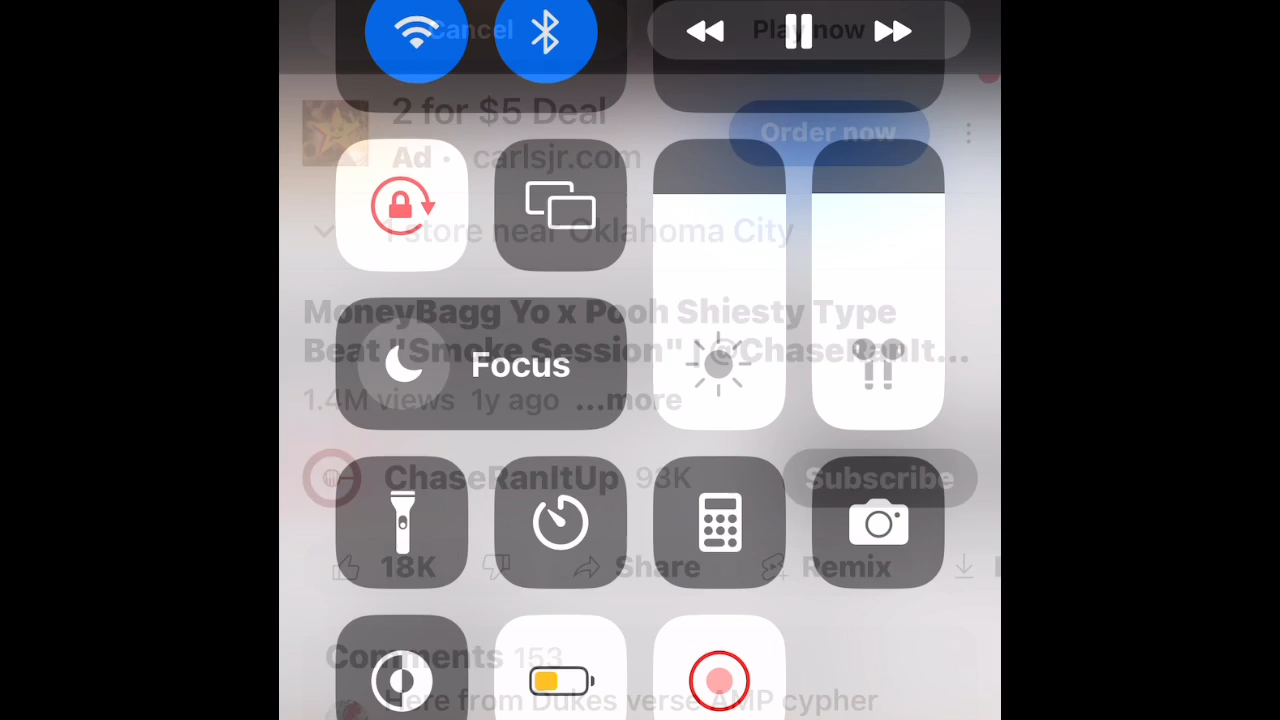 Cancel
Play now
2 for $5 Deal
Order now
Ad · carlsjr.com
1 store near Oklahoma City
MoneyBagg Yo x Pooh Shiesty Type
Beat "Smoke Session" | @ChaseRanIt...
Focus
1.4M views 1y ago ...more
ChaseRanItUp 93K
Subscribe
18K
Share
Remix
Comments 153
Here from Dukes verse AMP cypher